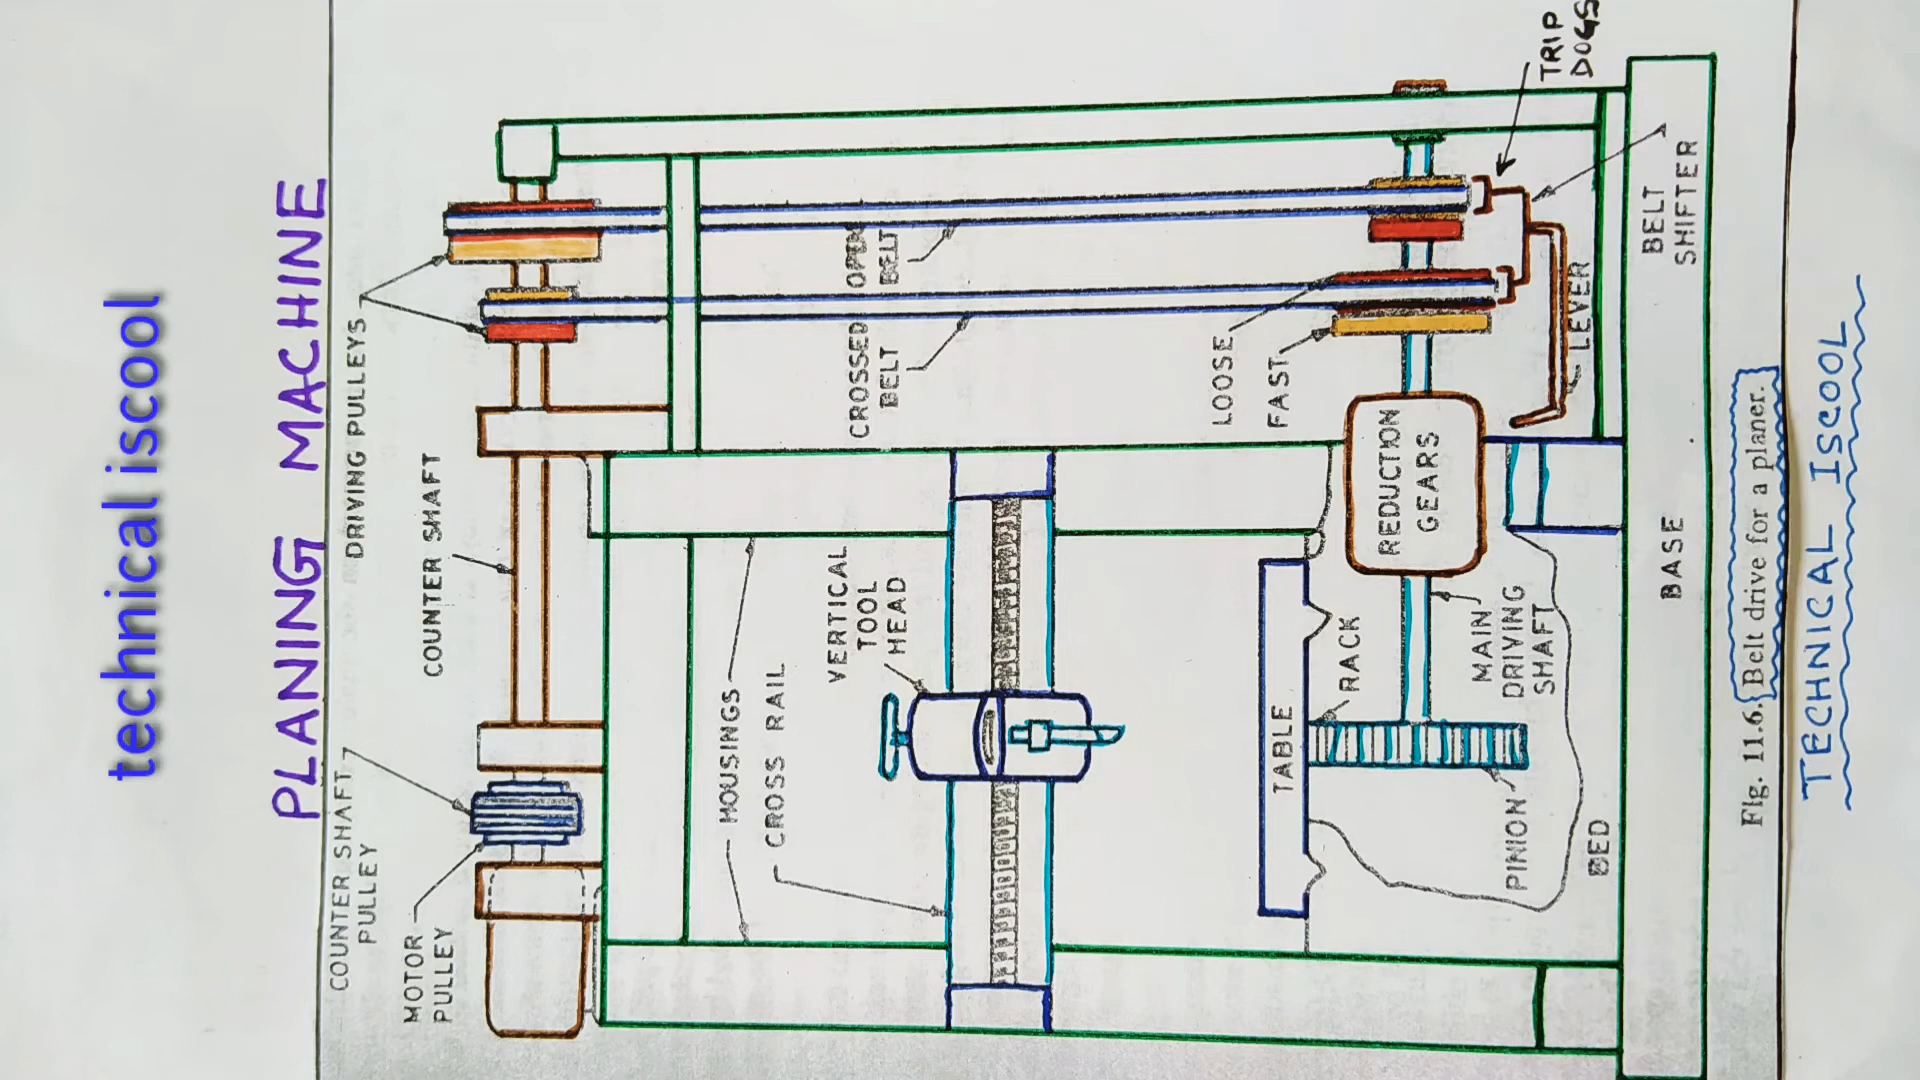 technical iscool
PLANING MACHINE
COUNTER SHAFT
PULLEY
DRIVING PULLEYS
MOTOR
PULLEY
COUNTER SHAFT
HOUSINGS
CROSS RAIL
VERTICAL
TOOL
HEAD
CROSSED
BELT
OPEN
BELT
LOOSE
FAST
TABLE
RACK
REDUCTION
GEARS
MAIN
DRIVING
SHAFT
PINION
BED
LEVER
TRIP
DOGS
BELT
SHIFTER
BASE
Fig. 11.6. Belt drive for a planer.
TECHNICAL ISCOOL